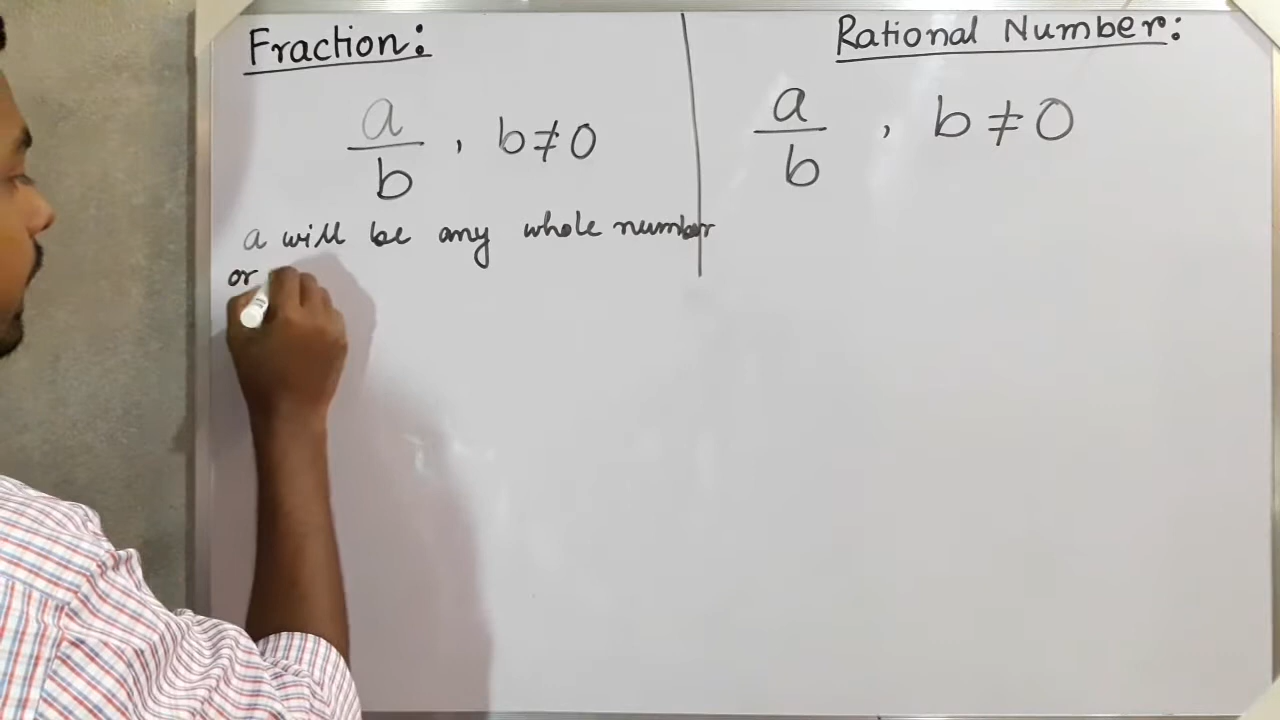 Fraction:
a/b , b≠0
a will be any whole number
or
Rational Number:
a/b , b≠0